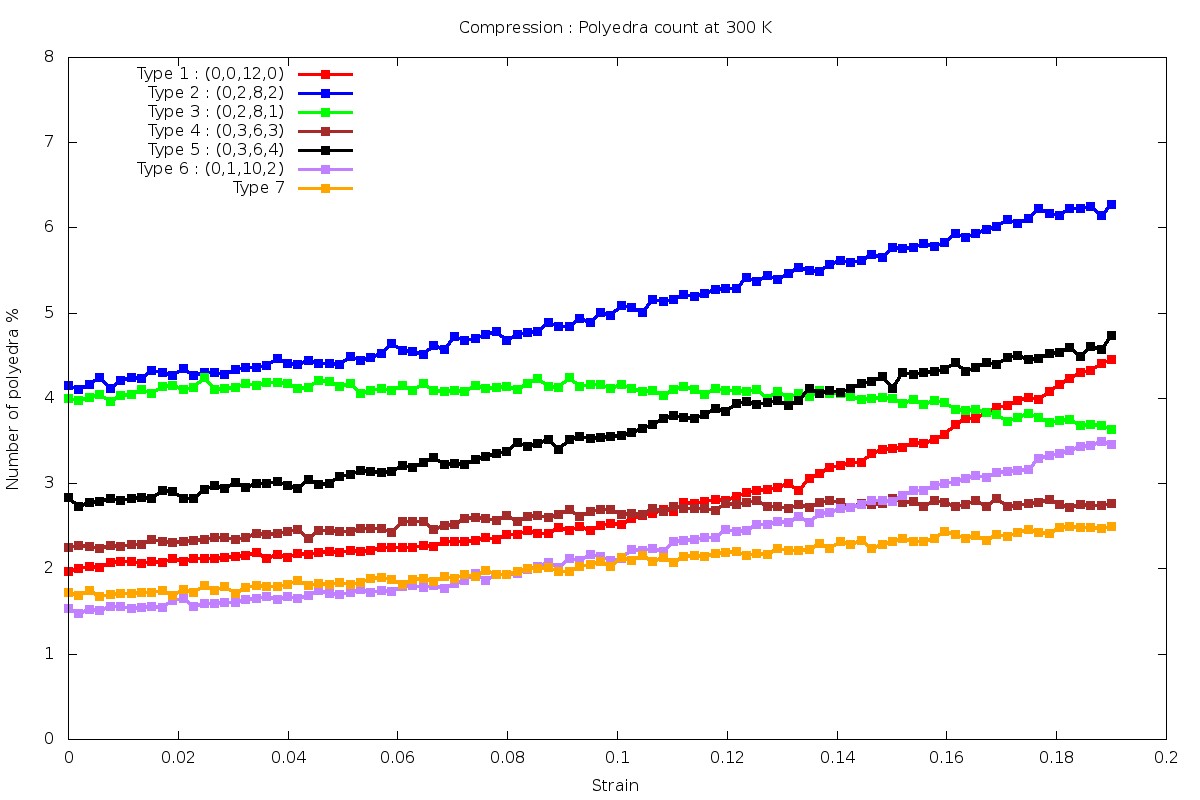 Compression : Polyedra count at 300 K
8
7
6
5
4
3
2
1
0
Number of polyedra %
Type 1 : (0,0,12,0)
Type 2 : (0,2,8,2)
Type 3 : (0,2,8,1)
Type 4 : (0,3,6,3)
Type 5 : (0,3,6,4)
Type 6 : (0,1,10,2)
Type 7
0 0.02 0.04 0.06 0.08 0.1 0.12 0.14 0.16 0.18 0.2
Strain